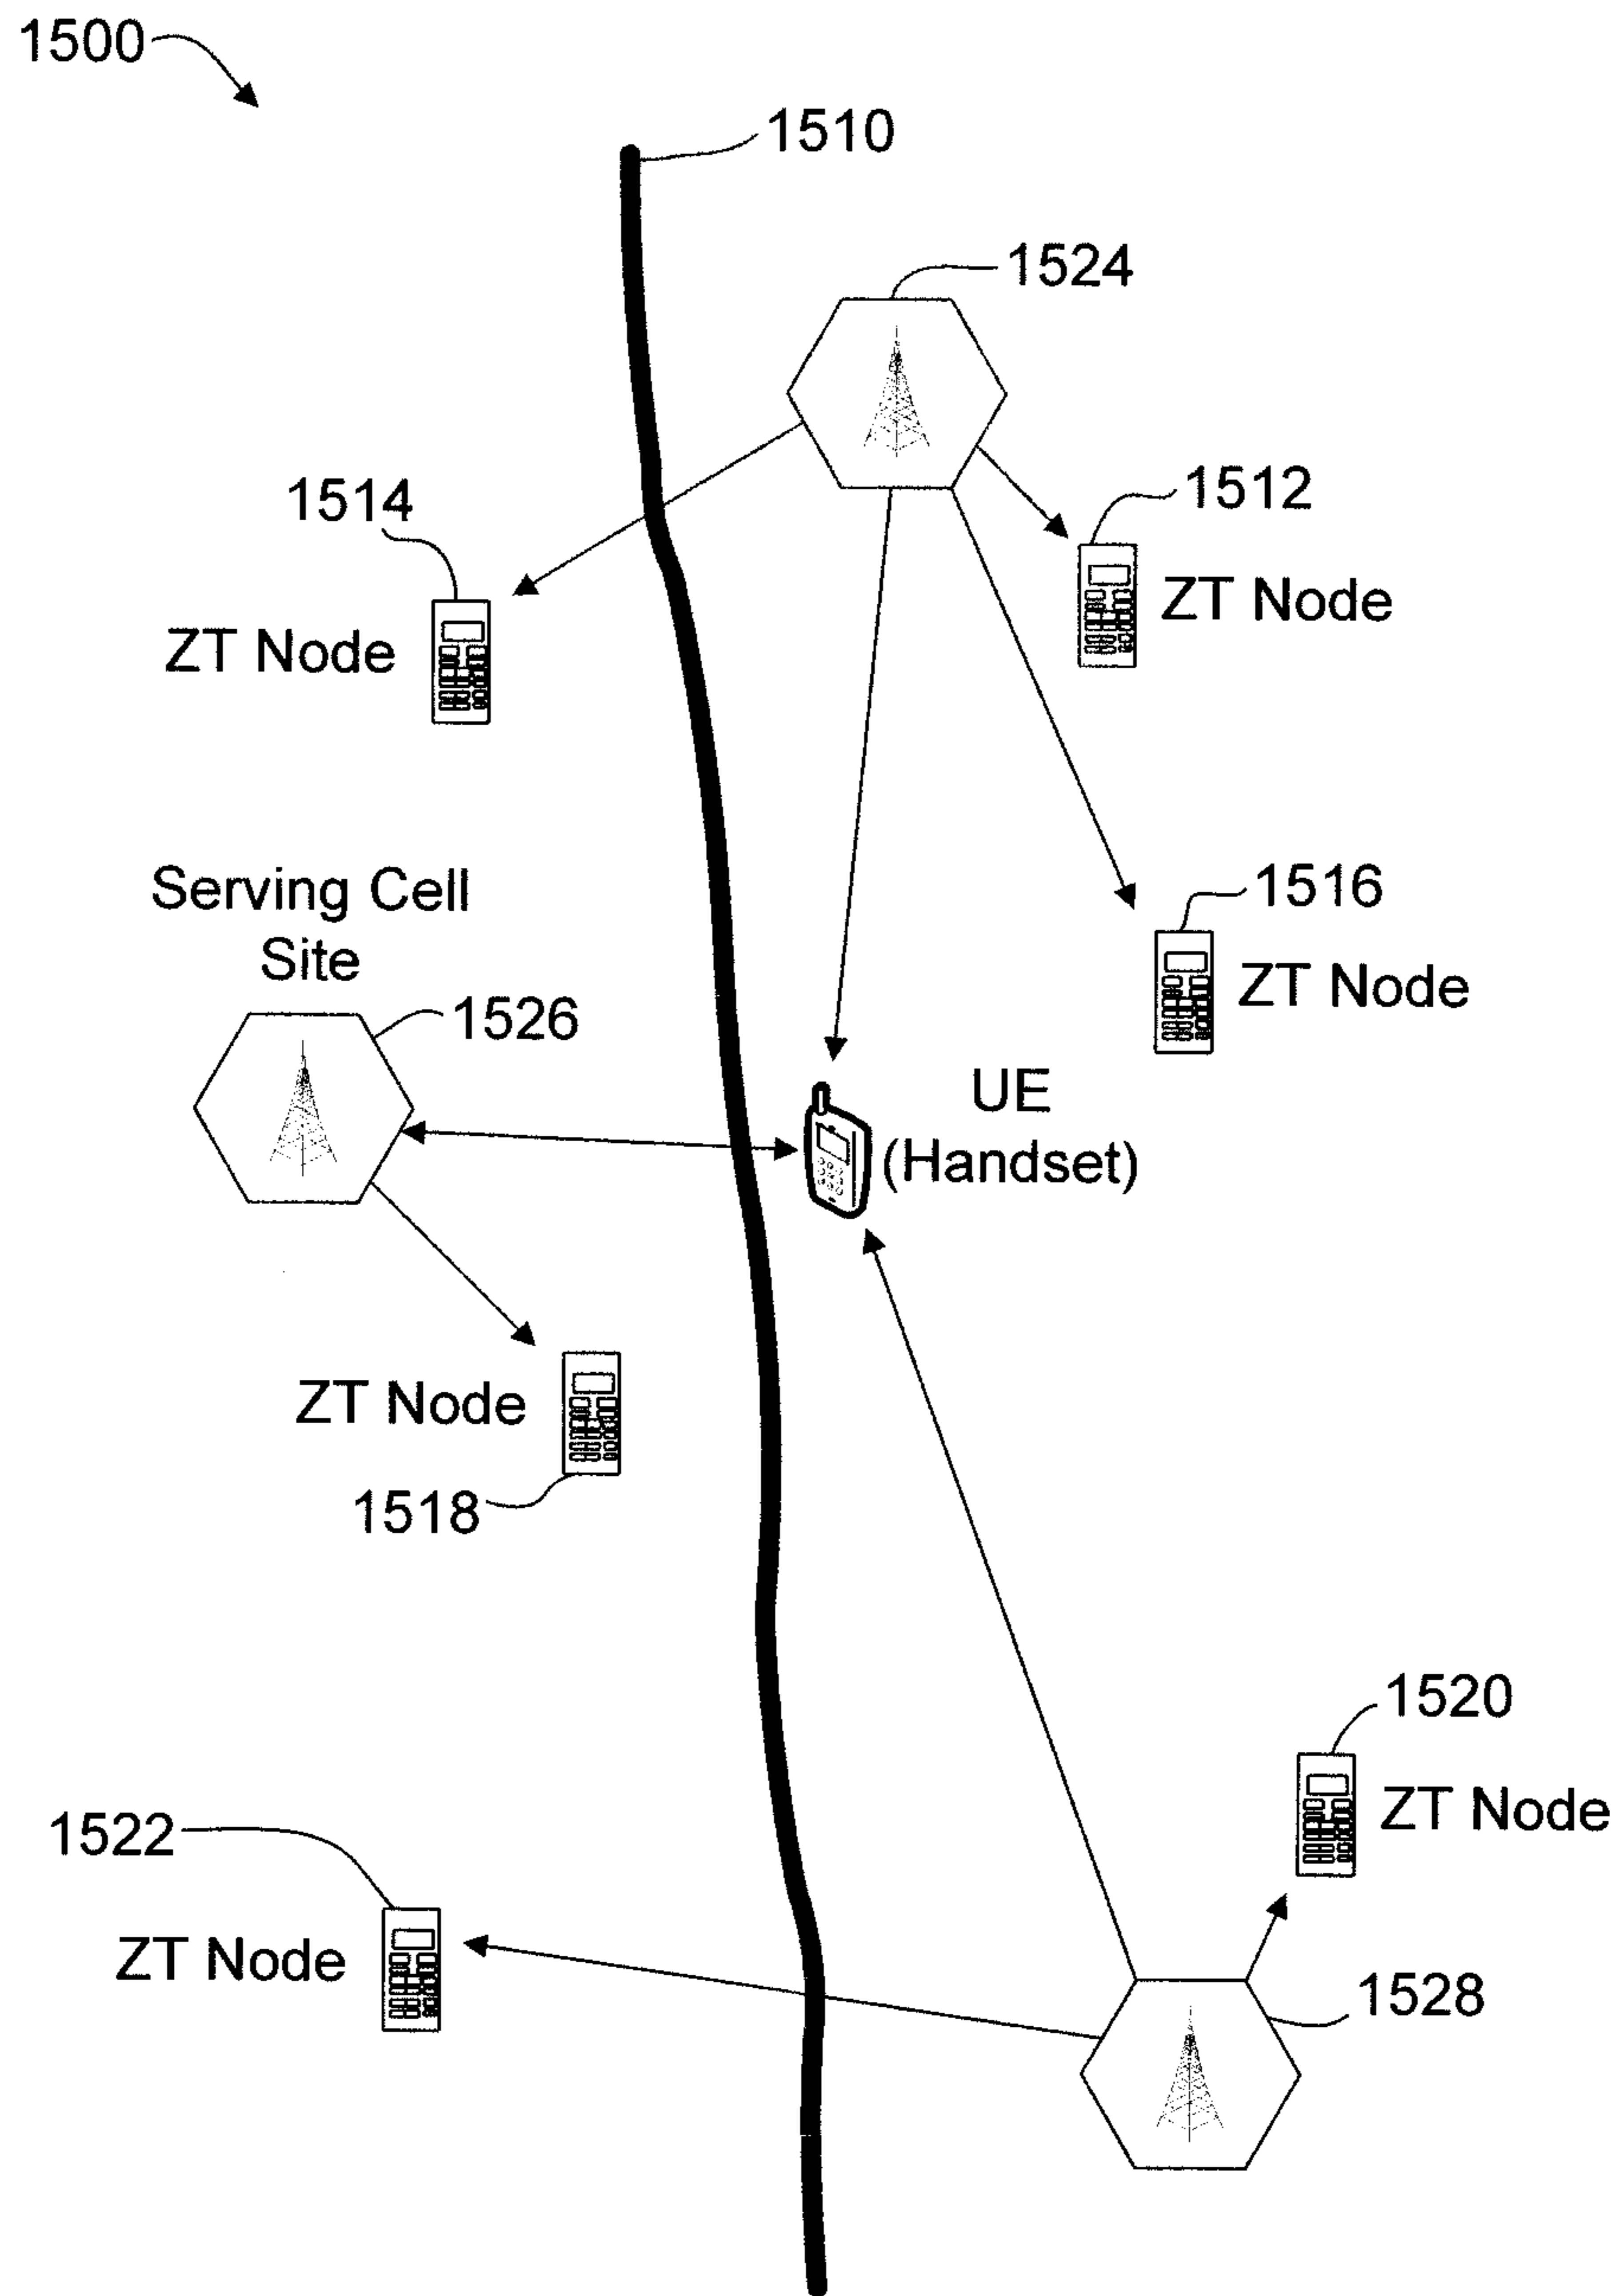 1500
1510
1524
1514
1512
ZT Node
ZT Node
1516
Serving Cell
Site
ZT Node
1526
UE
(Handset)
ZT Node
1518
1520
ZT Node
1522
ZT Node
1528